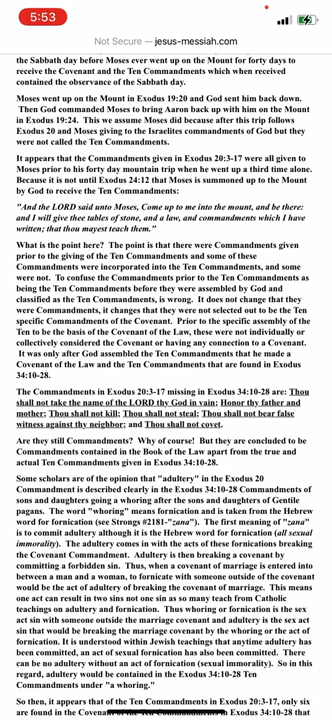 5:53
Not Secure — jesus-messiah.com
the Sabbath day before Moses ever went up on the Mount for forty days to
receive the Covenant and the Ten Commandments which when received
contained the observance of the Sabbath day.
Moses went up on the Mount in Exodus 19:20 and God sent him back down.
Then God commanded Moses to bring Aaron back up with him on the Mount
in Exodus 19:24. This we assume Moses did because after this trip follows
Exodus 20 and Moses giving to the Israelites commandments of God but they
were not called the Ten Commandments.
It appears that the Commandments given in Exodus 20:3-17 were all given to
Moses prior to his forty day mountain trip when he went up a third time alone.
Because it is not until Exodus 24:12 that Moses is summoned up to the Mount
by God to receive the Ten Commandments:
"And the LORD said unto Moses, Come up to me into the mount, and be there:
and I will give thee tables of stone, and a law, and commandments which I have
written; that thou mayest teach them."
What is the point here? The point is that there were Commandments given
prior to the giving of the Ten Commandments and some of these
Commandments were incorporated into the Ten Commandments, and some
were not. To confuse the Commandments prior to the Ten Commandments as
being the Ten Commandments before they were assembled by God and
classified as the Ten Commandments, is wrong. It does not change that they
were Commandments, it changes that they were not selected out to be the Ten
specific Commandments of the Covenant. Prior to the specific assembly of the
Ten to be the basis of the Covenant of the Law, these were not individually or
collectively considered the Covenant or having any connection to a Covenant.
It was only after God assembled the Ten Commandments that he made a
Covenant of the Law and the Ten Commandments that are found in Exodus
34:10-28.
The Commandments in Exodus 20:3-17 missing in Exodus 34:10-28 are: Thou
shall not take the name of the LORD thy God in vain; Honor thy father and
mother; Thou shall not kill; Thou shall not steal; Thou shall not bear false
witness against thy neighbor; and Thou shall not covet.
Are they still Commandments? Why of course! But they are concluded to be
Commandments contained in the Book of the Law apart from the true and
actual Ten Commandments given in Exodus 34:10-28.
Some scholars are of the opinion that "adultery" in the Exodus 20
Commandment is described clearly in the Exodus 34:10-28 Commandments of
sons and daughters going a whoring after the sons and daughters of Gentile
pagans. The word "whoring" means fornication and is taken from the Hebrew
word for fornication (see Strongs #2181-"zana"). The first meaning of "zana"
is to commit adultery although it is the Hebrew word for fornication (all sexual
immorality). The adultery comes in with the acts of these fornications breaking
the Covenant Commandment. Adultery is then breaking a covenant by
committing a forbidden sin. Thus, when a covenant of marriage is entered into
between a man and a woman, to fornicate with someone outside of the covenant
would be the act of adultery of breaking the covenant of marriage. This means
one act can result in two sins not one sin as so many teach from Catholic
teachings on adultery and fornication. Thus whoring or fornication is the sex
act sin with someone outside the marriage covenant and adultery is the sex act
sin that would be breaking the marriage covenant by the whoring or the act of
fornication. It is understood within Jewish teachings that anytime adultery has
been committed, an act of sexual fornication has also been committed. There
can be no adultery without an act of fornication (sexual immorality). So in this
regard, adultery would be contained in the Exodus 34:10-28 Ten
Commandments under "a whoring."
So then, it appears that of the Ten Commandments in Exodus 20:3-17, only six
are found in the Covenant of the Ten Commandments in Exodus 34:10-28 that